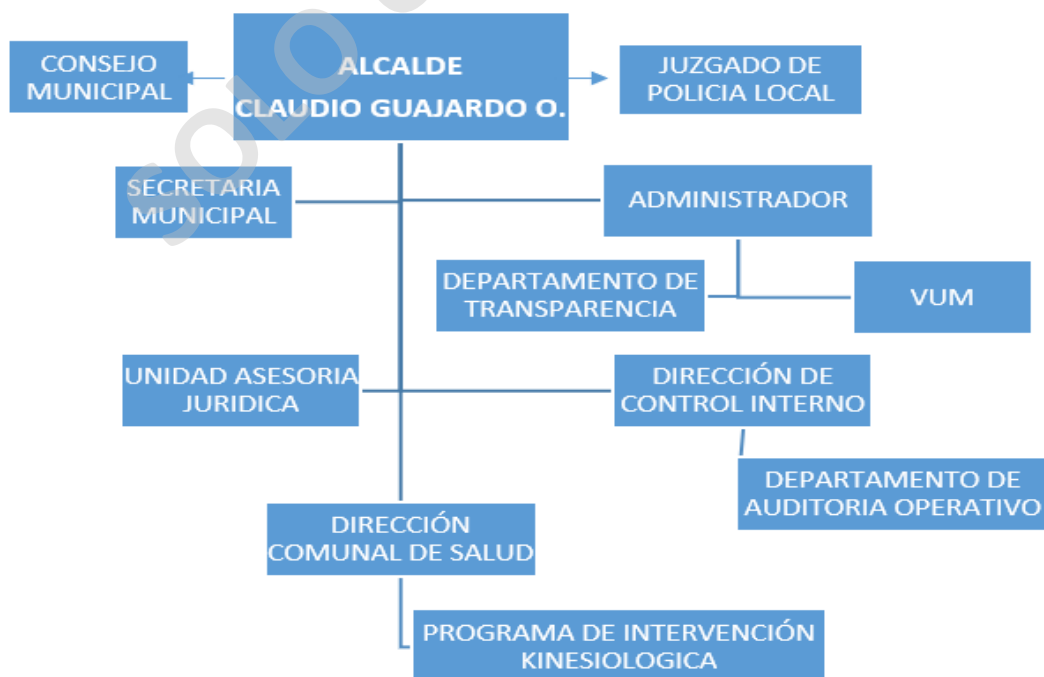 CONSEJO
MUNICIPAL
ALCALDE
CLAUDIO GUAJARDO O.
JUZGADO DE
POLICIA LOCAL
SECRETARIA
MUNICIPAL
ADMINISTRADOR
DEPARTAMENTO DE
TRANSPARENCIA
VUM
UNIDAD ASESORIA
JURIDICA
DIRECCIÓN DE
CONTROL INTERNO
DEPARTAMENTO DE
AUDITORIA OPERATIVO
DIRECCIÓN
COMUNAL DE SALUD
PROGRAMA DE INTERVENCIÓN
KINESIOLOGICA
SOLO